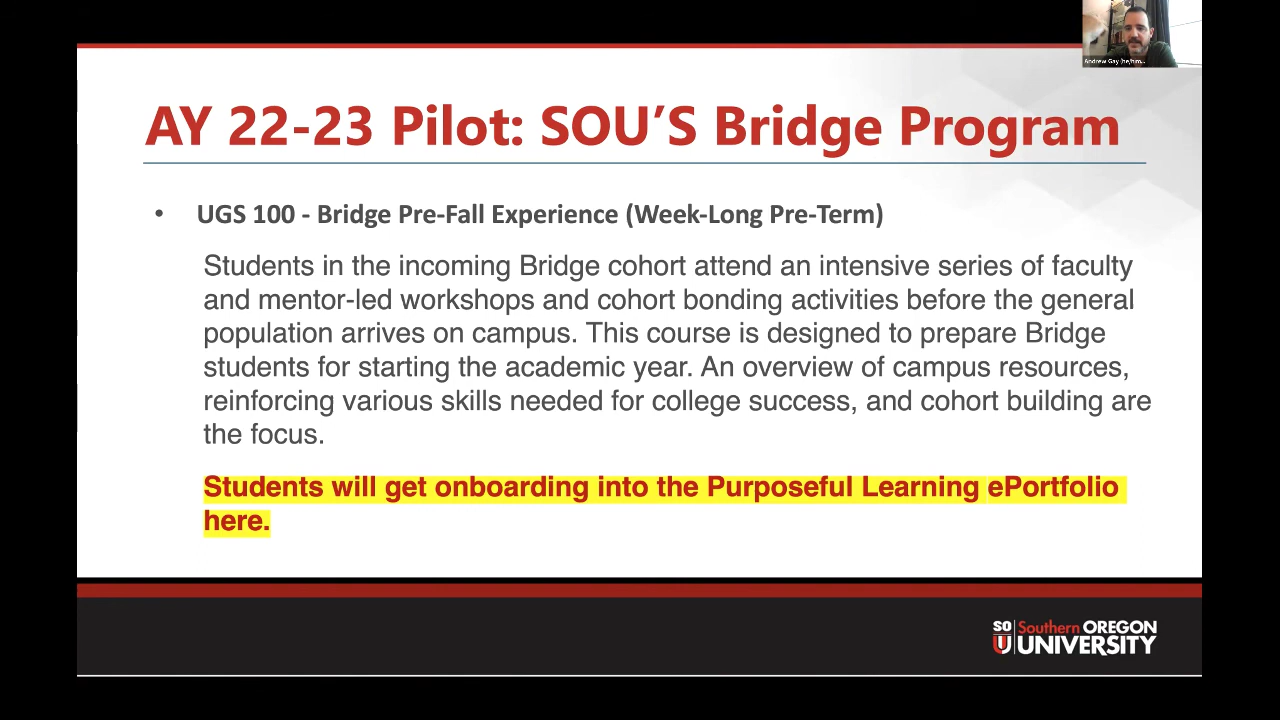 Andrew Gay (he/him...
AY 22-23 Pilot: SOU'S Bridge Program
• UGS 100 - Bridge Pre-Fall Experience (Week-Long Pre-Term)
Students in the incoming Bridge cohort attend an intensive series of faculty
and mentor-led workshops and cohort bonding activities before the general
population arrives on campus. This course is designed to prepare Bridge
students for starting the academic year. An overview of campus resources,
reinforcing various skills needed for college success, and cohort building are
the focus.
Students will get onboarding into the Purposeful Learning ePortfolio
here.
SO Southern OREGON
U UNIVERSITY